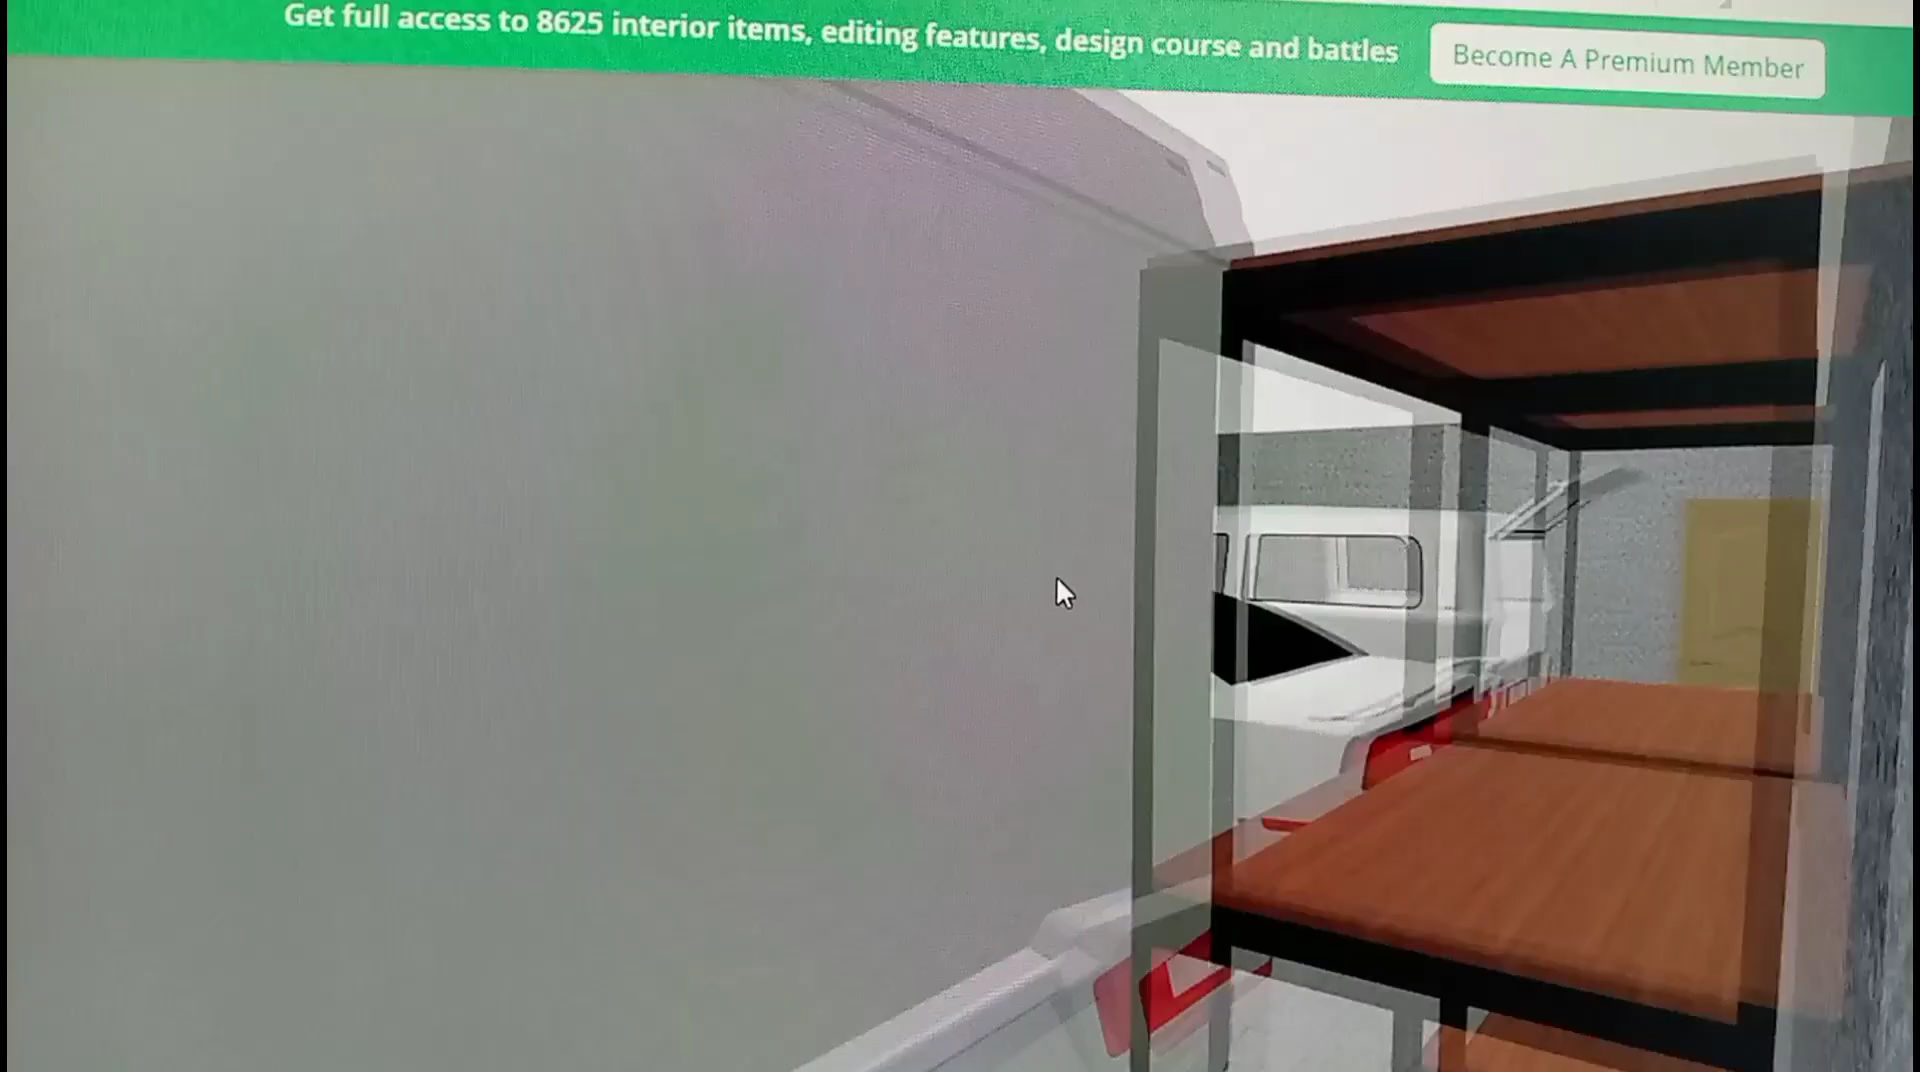 Get full access to 8625 interior items, editing features, design course and battles
Become A Premium Member